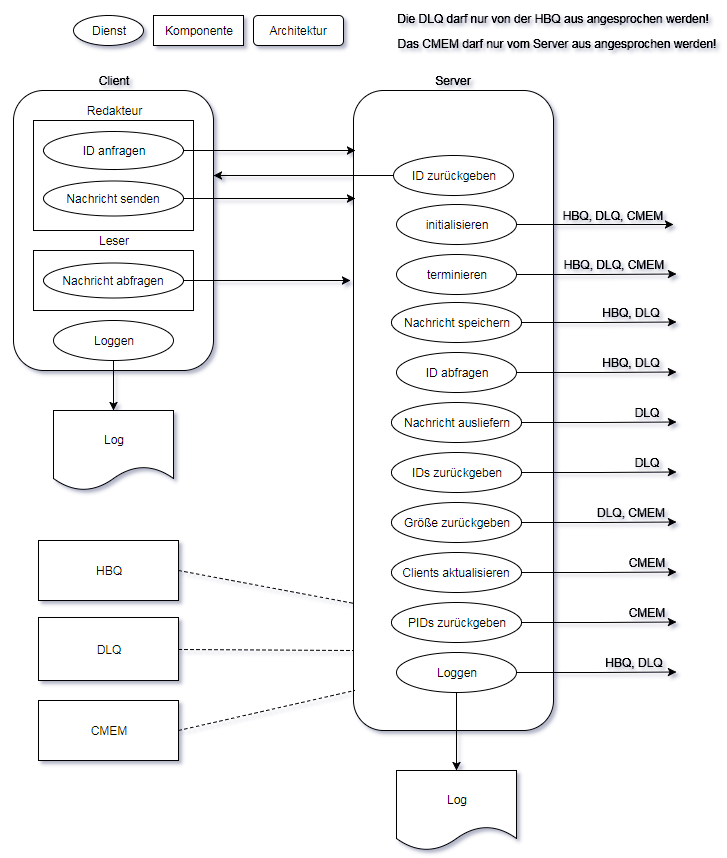 Dienst
Komponente
Architektur
Die DLQ darf nur von der HBQ aus angesprochen werden!
Das CMEM darf nur vom Server aus angesprochen werden!
Client
Redakteur
ID anfragen
Nachricht senden
Leser
Nachricht abfragen
Loggen
Log
HBQ
DLQ
CMEM
Server
ID zurückgeben
initialisieren
HBQ, DLQ, CMEM
terminieren
HBQ, DLQ, CMEM
Nachricht speichern
HBQ, DLQ
ID abfragen
HBQ, DLQ
Nachricht ausliefern
DLQ
IDs zurückgeben
DLQ
Größe zurückgeben
DLQ, CMEM
Clients aktualisieren
CMEM
PIDs zurückgeben
CMEM
Loggen
HBQ, DLQ
Log